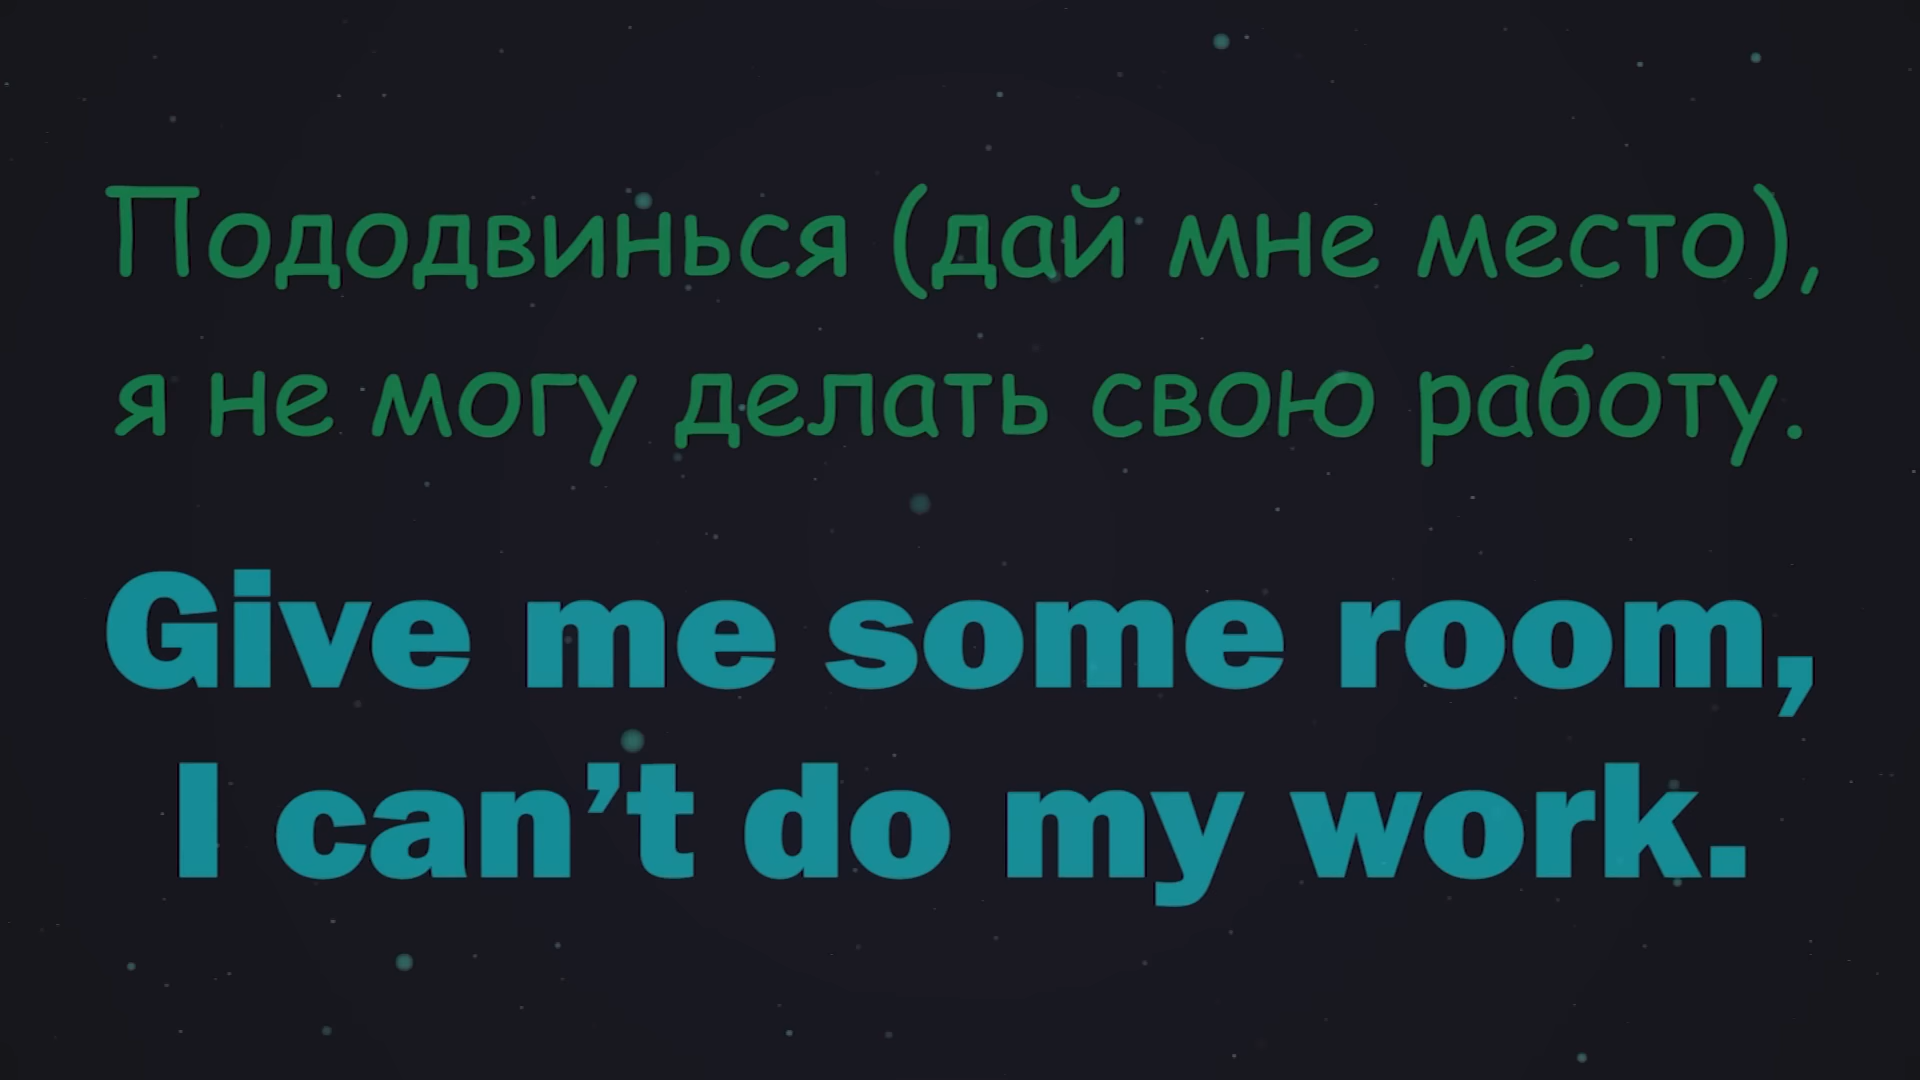 Пододвинься (дай мне место),
я не могу делать свою работу.
Give me some room,
I can’t do my work.